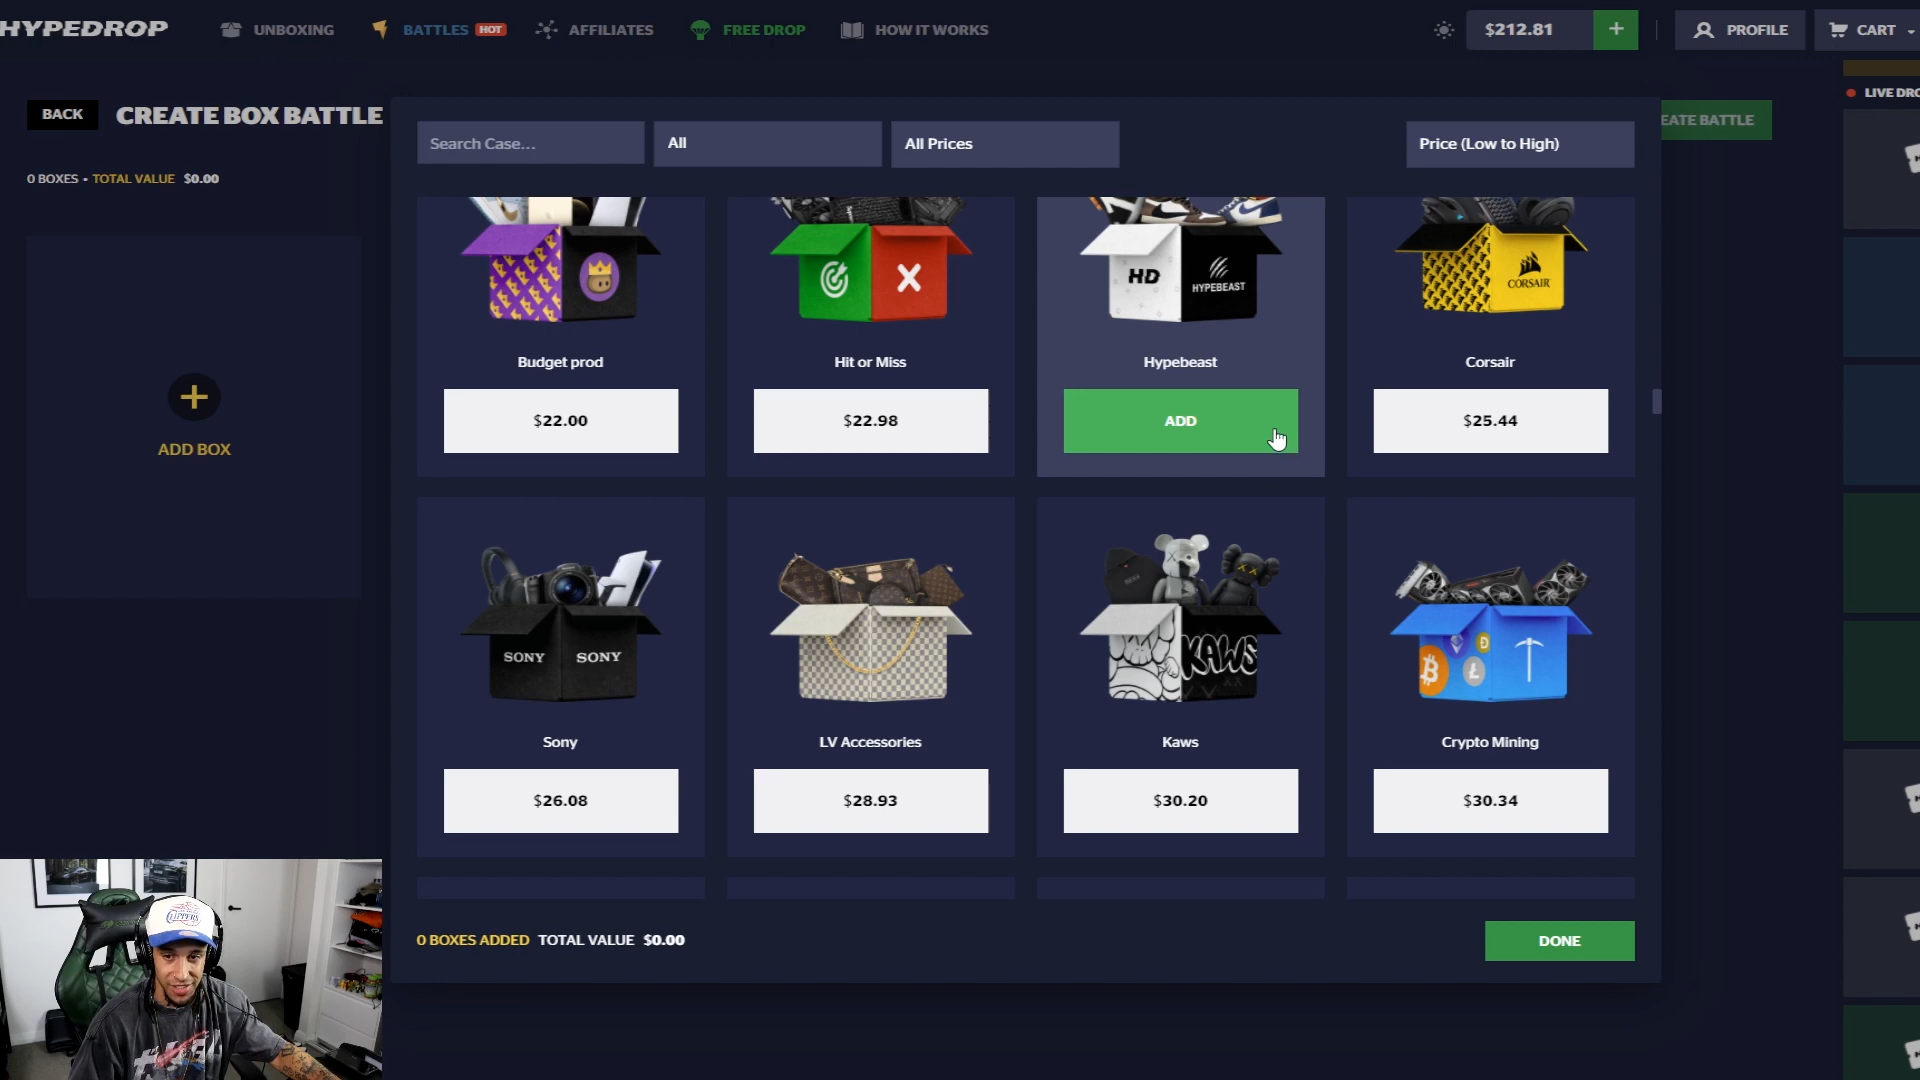 HYPEDROP
UNBOXING
BATTLES HOT
AFFILIATES
FREE DROP
HOW IT WORKS
$212.81
+
PROFILE
CART
BACK
CREATE BOX BATTLE
EATE BATTLE
LIVE DRO
0 BOXES • TOTAL VALUE $0.00
Search Case...
All
All Prices
Price (Low to High)
X
HD
HYPEBEAST
CORSAIR
Budget prod
Hit or Miss
Hypebeast
Corsair
$22.00
$22.98
ADD
$25.44
ADD BOX
SONY
SONY
KAWS
Sony
LV Accessories
Kaws
Crypto Mining
$26.08
$28.93
$30.20
$30.34
CLIPPERS
0 BOXES ADDED TOTAL VALUE $0.00
DONE